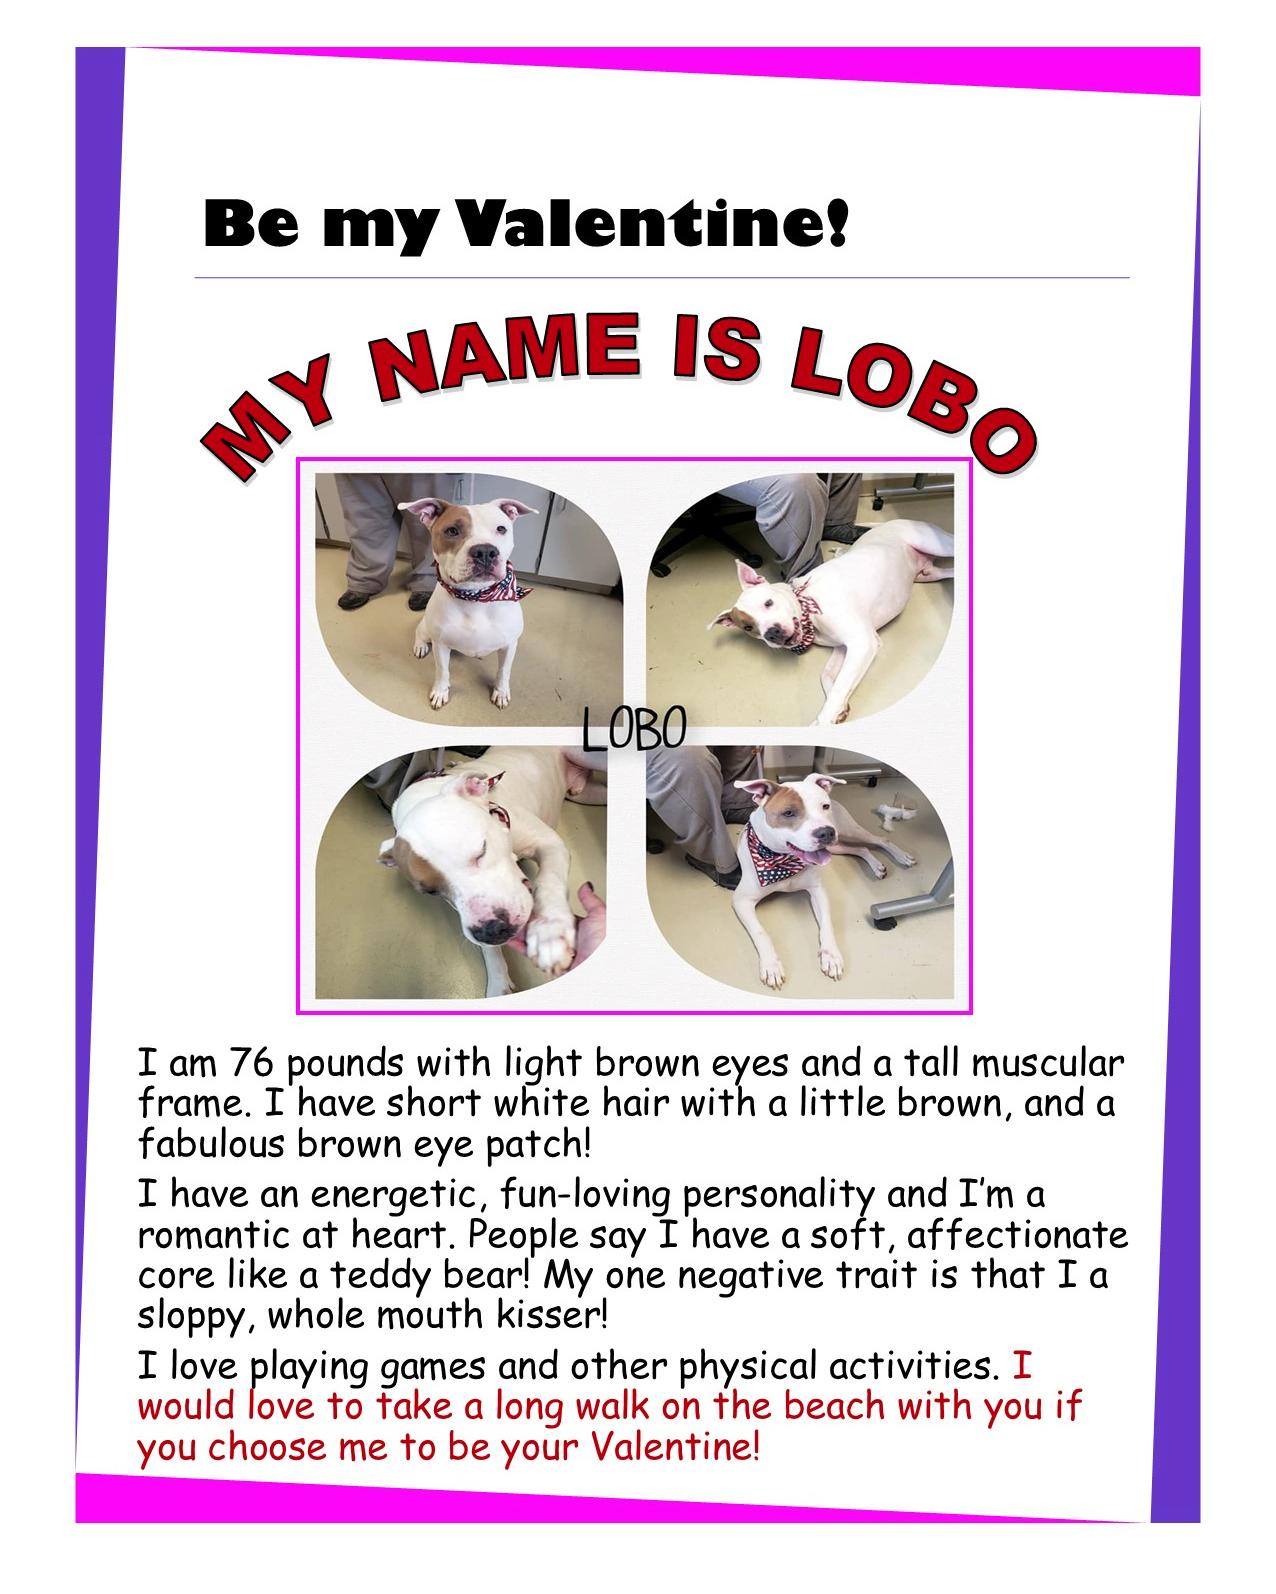 Be my Valentine!
MY NAME IS LOBO
LOBO
I am 76 pounds with light brown eyes and a tall muscular
frame. I have short white hair with a little brown, and a
fabulous brown eye patch!
I have an energetic, fun-loving personality and I’m a
romantic at heart. People say I have a soft, affectionate
core like a teddy bear! My one negative trait is that I a
sloppy, whole mouth kisser!
I love playing games and other physical activities. I
would love to take a long walk on the beach with you if
you choose me to be your Valentine!